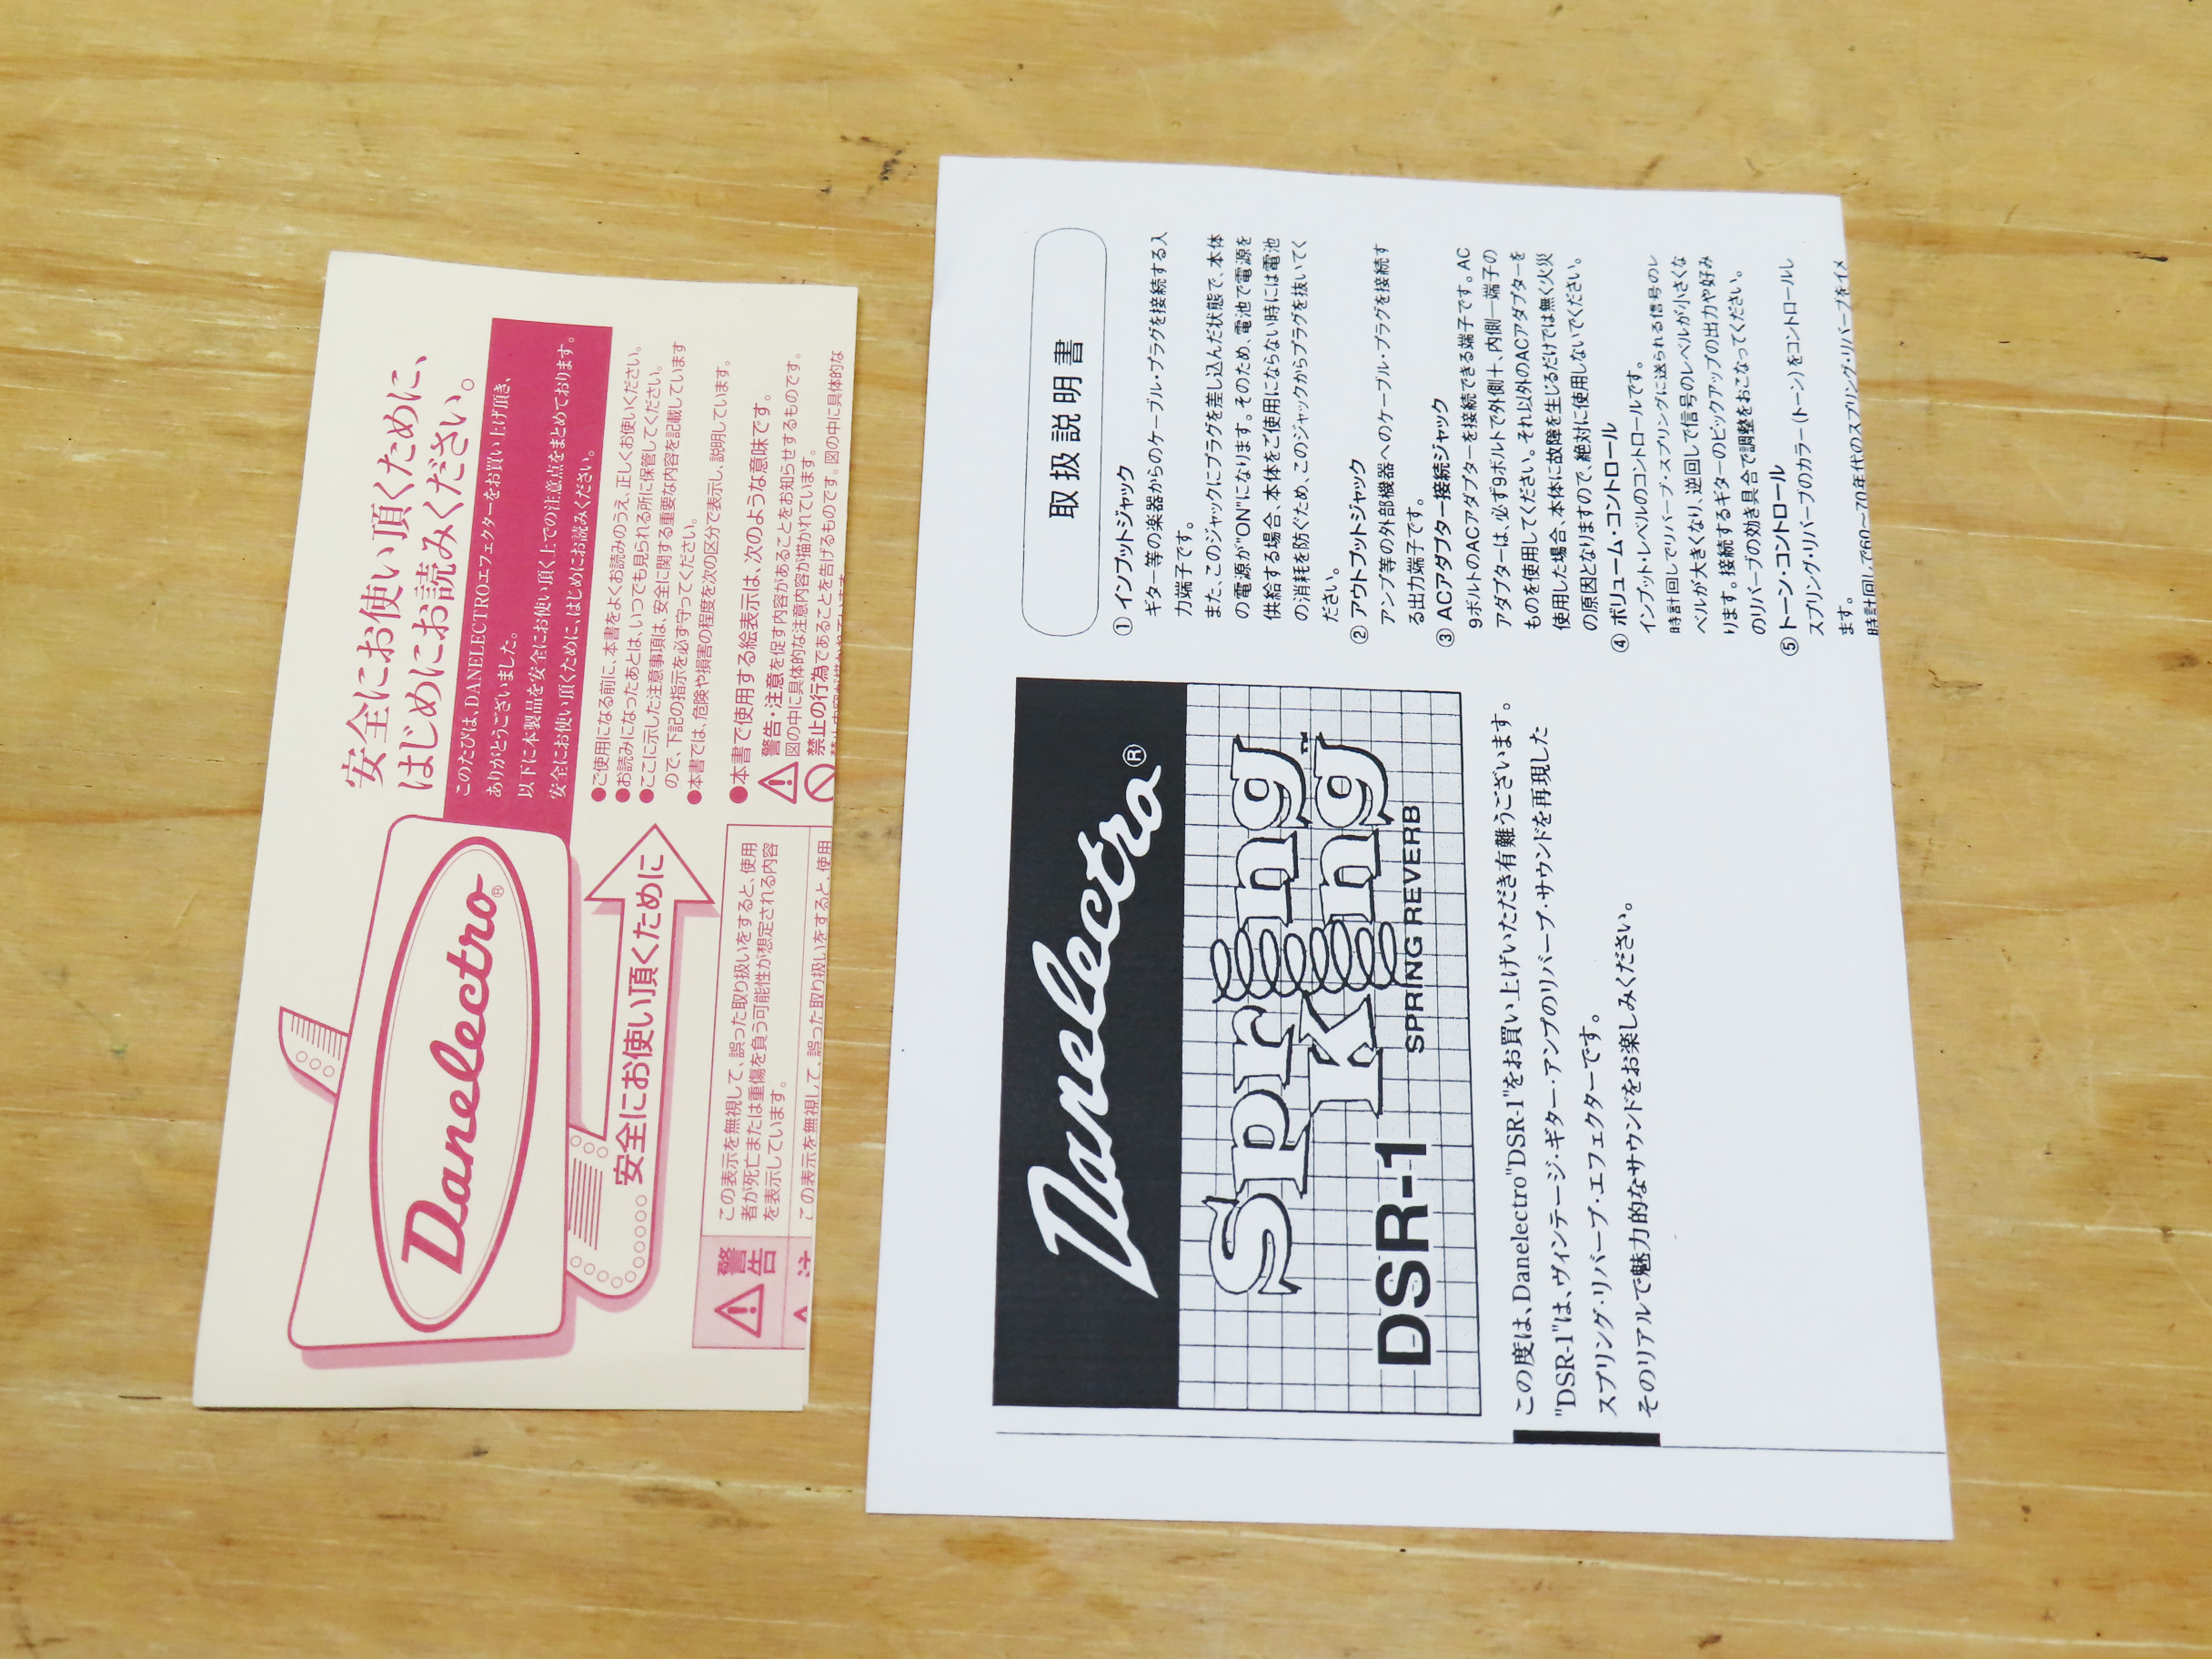 安全にお使い頂くために、
はじめにお読みください。
このたびは、DANELECTROエフェクターをお買い上げ頂き、
ありがとうございました。
以下に本製品を安全にお使い頂く上での注意点をまとめております。
安全にお使い頂くために、はじめにお読みください。
Danelectro®
安全にお使い頂くために
●ご使用になる前に、本書をよくお読みのうえ、正しくお使いください。
●お読みになったあとは、いつでも見られる所に保管してください。
●ここに示した注意事項は、安全に関する重要な内容を記載しています
ので、下記の指示を必ず守ってください。
●本書では、危険や損害の程度を次の区分で表示し、説明しています。
●本書で使用する絵表示は、次のような意味です。
警告・注意を促す内容があることをお知らせするものです。
図の中に具体的な注意内容が描かれています。
禁止の行為であることを告げるものです。図の中に具体的な
警告
この表示を無視して、誤った取り扱いをすると、使用
者が死亡または重傷を負う可能性が想定される内容
を表示しています。
この表示を無視して、誤った取り扱いをすると、使用
Danelectro®
Spring King™
SPRING REVERB
DSR-1
この度は、Danelectro"DSR-1"をお買い上げいただき有難うございます。
"DSR-1"は、ヴィンテージ・ギター・アンプのリバーブ・サウンドを再現した
スプリング・リバーブ・エフェクターです。
そのリアルで魅力的なサウンドをお楽しみください。
取扱説明書
① インプットジャック
ギター等の楽器からのケーブル・プラグを接続する入
力端子です。
また、このジャックにプラグを差し込んだ状態で、本体
の電源が"ON"になります。そのため、電池で電源を
供給する場合、本体をご使用にならない時には電池
の消耗を防ぐため、このジャックからプラグを抜いてく
ださい。
② アウトプットジャック
アンプ等の外部機器へのケーブル・プラグを接続す
る出力端子です。
③ ACアダプター接続ジャック
9ボルトのACアダプターを接続できる端子です。AC
アダプターは、必ず9ボルトで外側＋、内側－端子の
ものを使用してください。それ以外のACアダプターを
使用した場合、本体に故障を生じるだけでは無く火災
の原因となりますので、絶対に使用しないでください。
④ ボリューム・コントロール
インプット・レベルのコントロールです。
時計回しでリバーブ・スプリングに送られる信号のレ
ベルが大きくなり、逆回しで信号のレベルが小さくな
ります。接続するギターのピックアップの出力や好み
のリバーブの効き具合で調整をおこなってください。
⑤ トーン・コントロール
スプリング・リバーブのカラー（トーン）をコントロールし
ます。
時計回しで60〜70年代のスプリング・リバーブをイメ